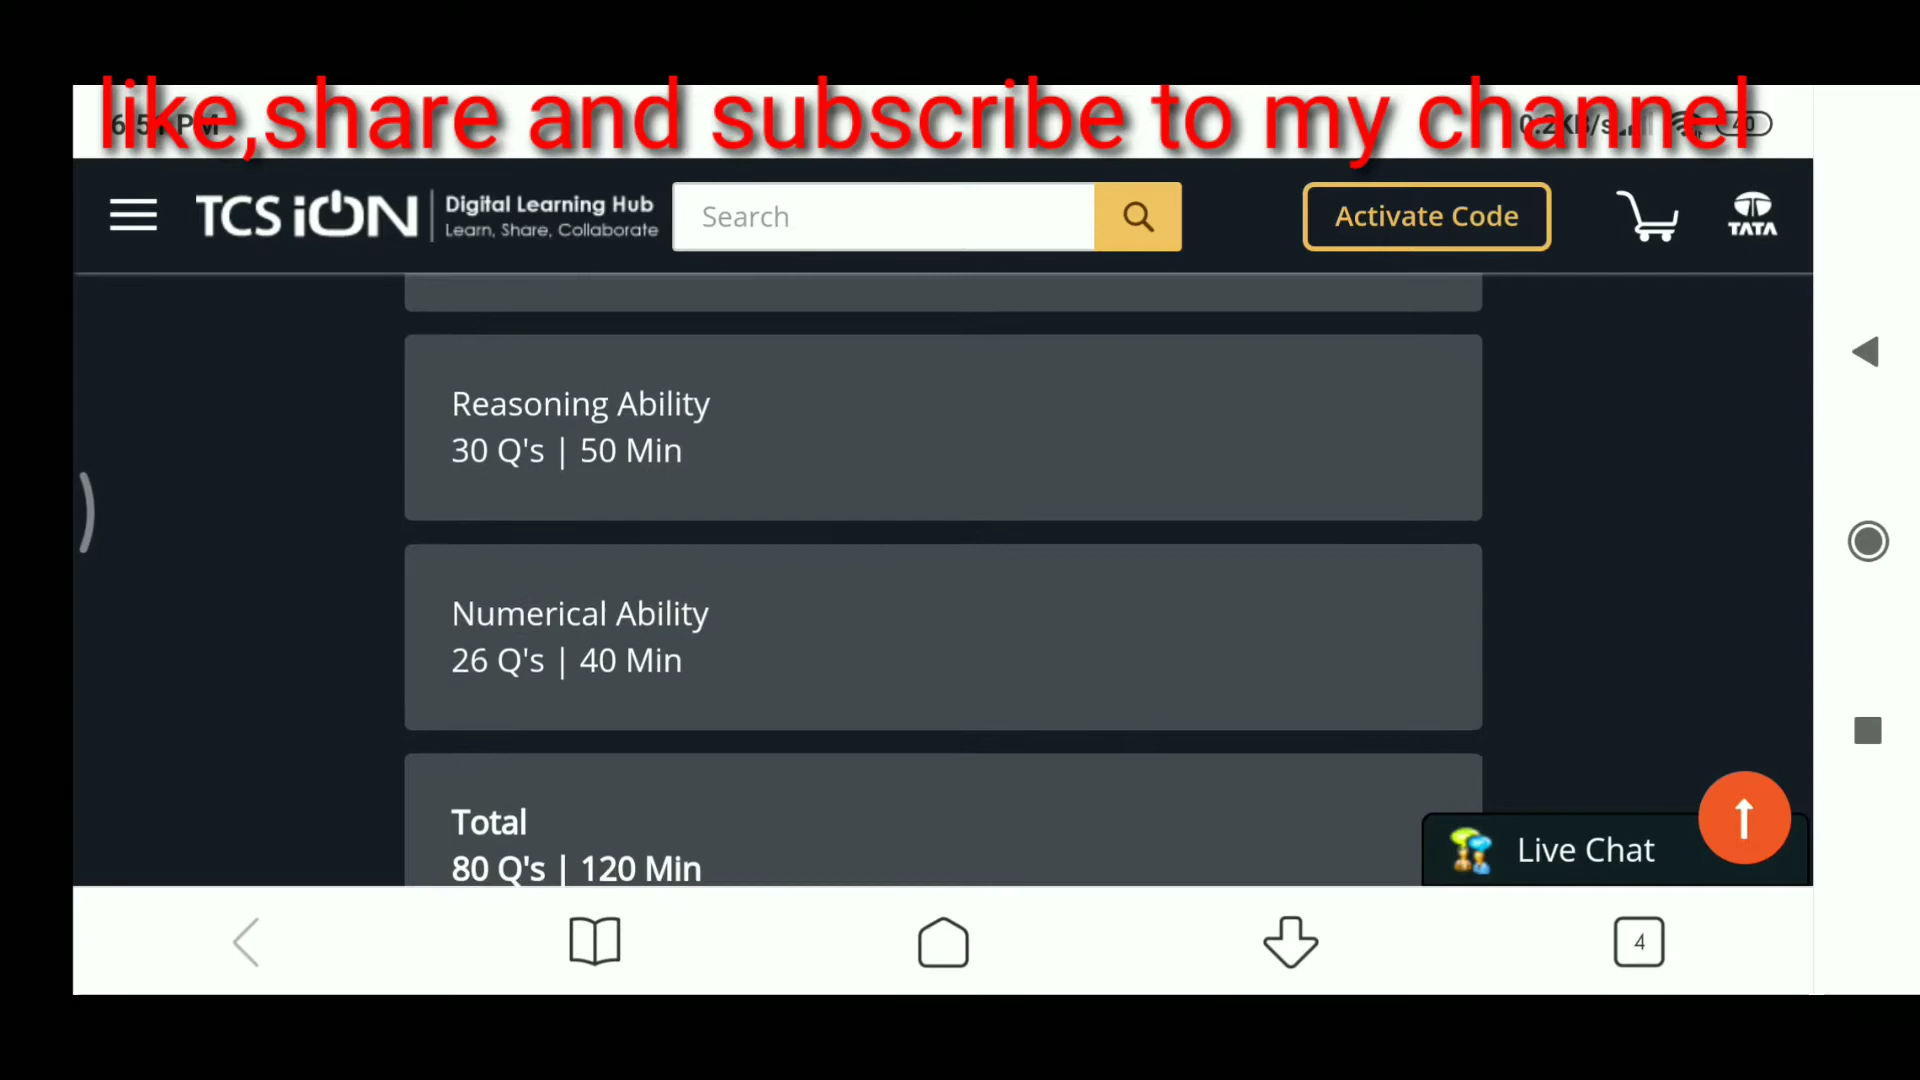 like,share and subscribe to my channel
TCS iON
Digital Learning Hub
Learn, Share, Collaborate
Search
Activate Code
TATA
Reasoning Ability
30 Q's | 50 Min
Numerical Ability
26 Q's | 40 Min
Total
80 Q's | 120 Min
Live Chat
4